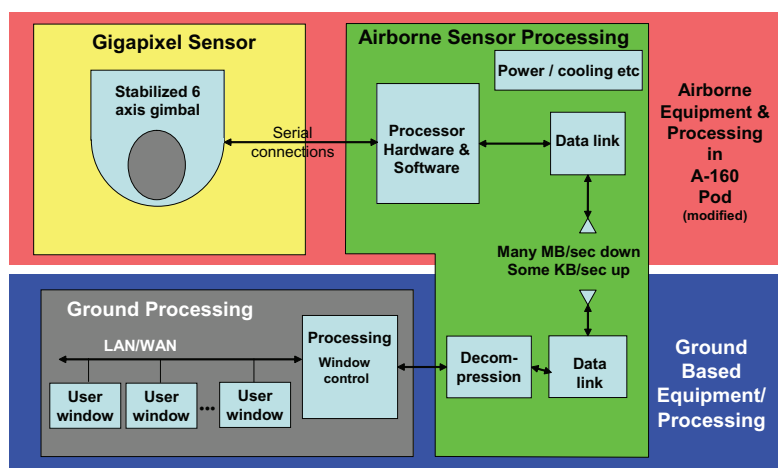 Gigapixel Sensor
Stabilized 6
axis gimbal
Serial
connections
Airborne Sensor Processing
Power / cooling etc
Processor
Hardware &
Software
Data link
Many MB/sec down
Some KB/sec up
Airborne
Equipment &
Processing
in
A-160
Pod
(modified)
Ground Processing
LAN/WAN
Processing
Window
control
User
window
User
window
...
User
window
Decom-
pression
Data
link
Ground
Based
Equipment/
Processing